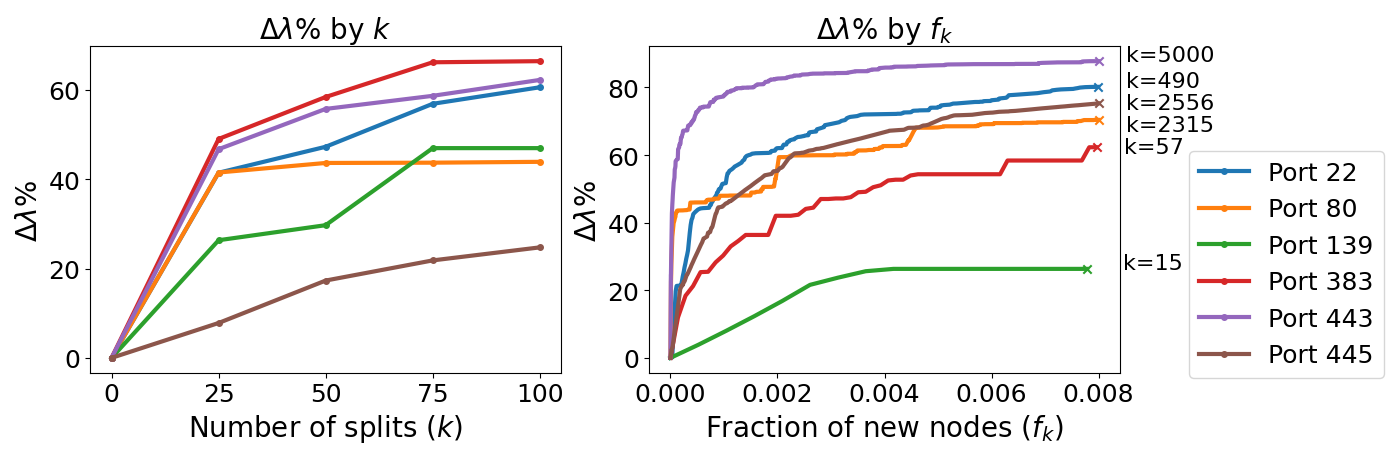 Δλ% by k
Δλ%
60
40
20
0
0 25 50 75 100
Number of splits (k)
Δλ% by fₖ
Δλ%
80
60
40
20
0
0.000 0.002 0.004 0.006 0.008
Fraction of new nodes (fₖ)
k=5000
k=490
k=2556
k=2315
k=57
k=15
Port 22
Port 80
Port 139
Port 383
Port 443
Port 445